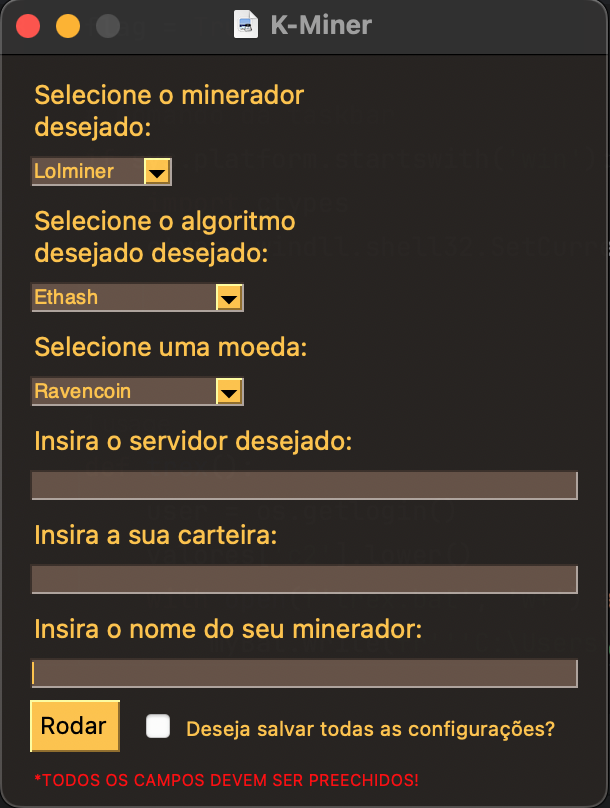 K-Miner
Selecione o minerador
desejado:
Lolminer
Selecione o algoritmo
desejado desejado:
Ethash
Selecione uma moeda:
Ravencoin
Insira o servidor desejado:
Insira a sua carteira:
Insira o nome do seu minerador:
Rodar
Deseja salvar todas as configurações?
*TODOS OS CAMPOS DEVEM SER PREECHIDOS!